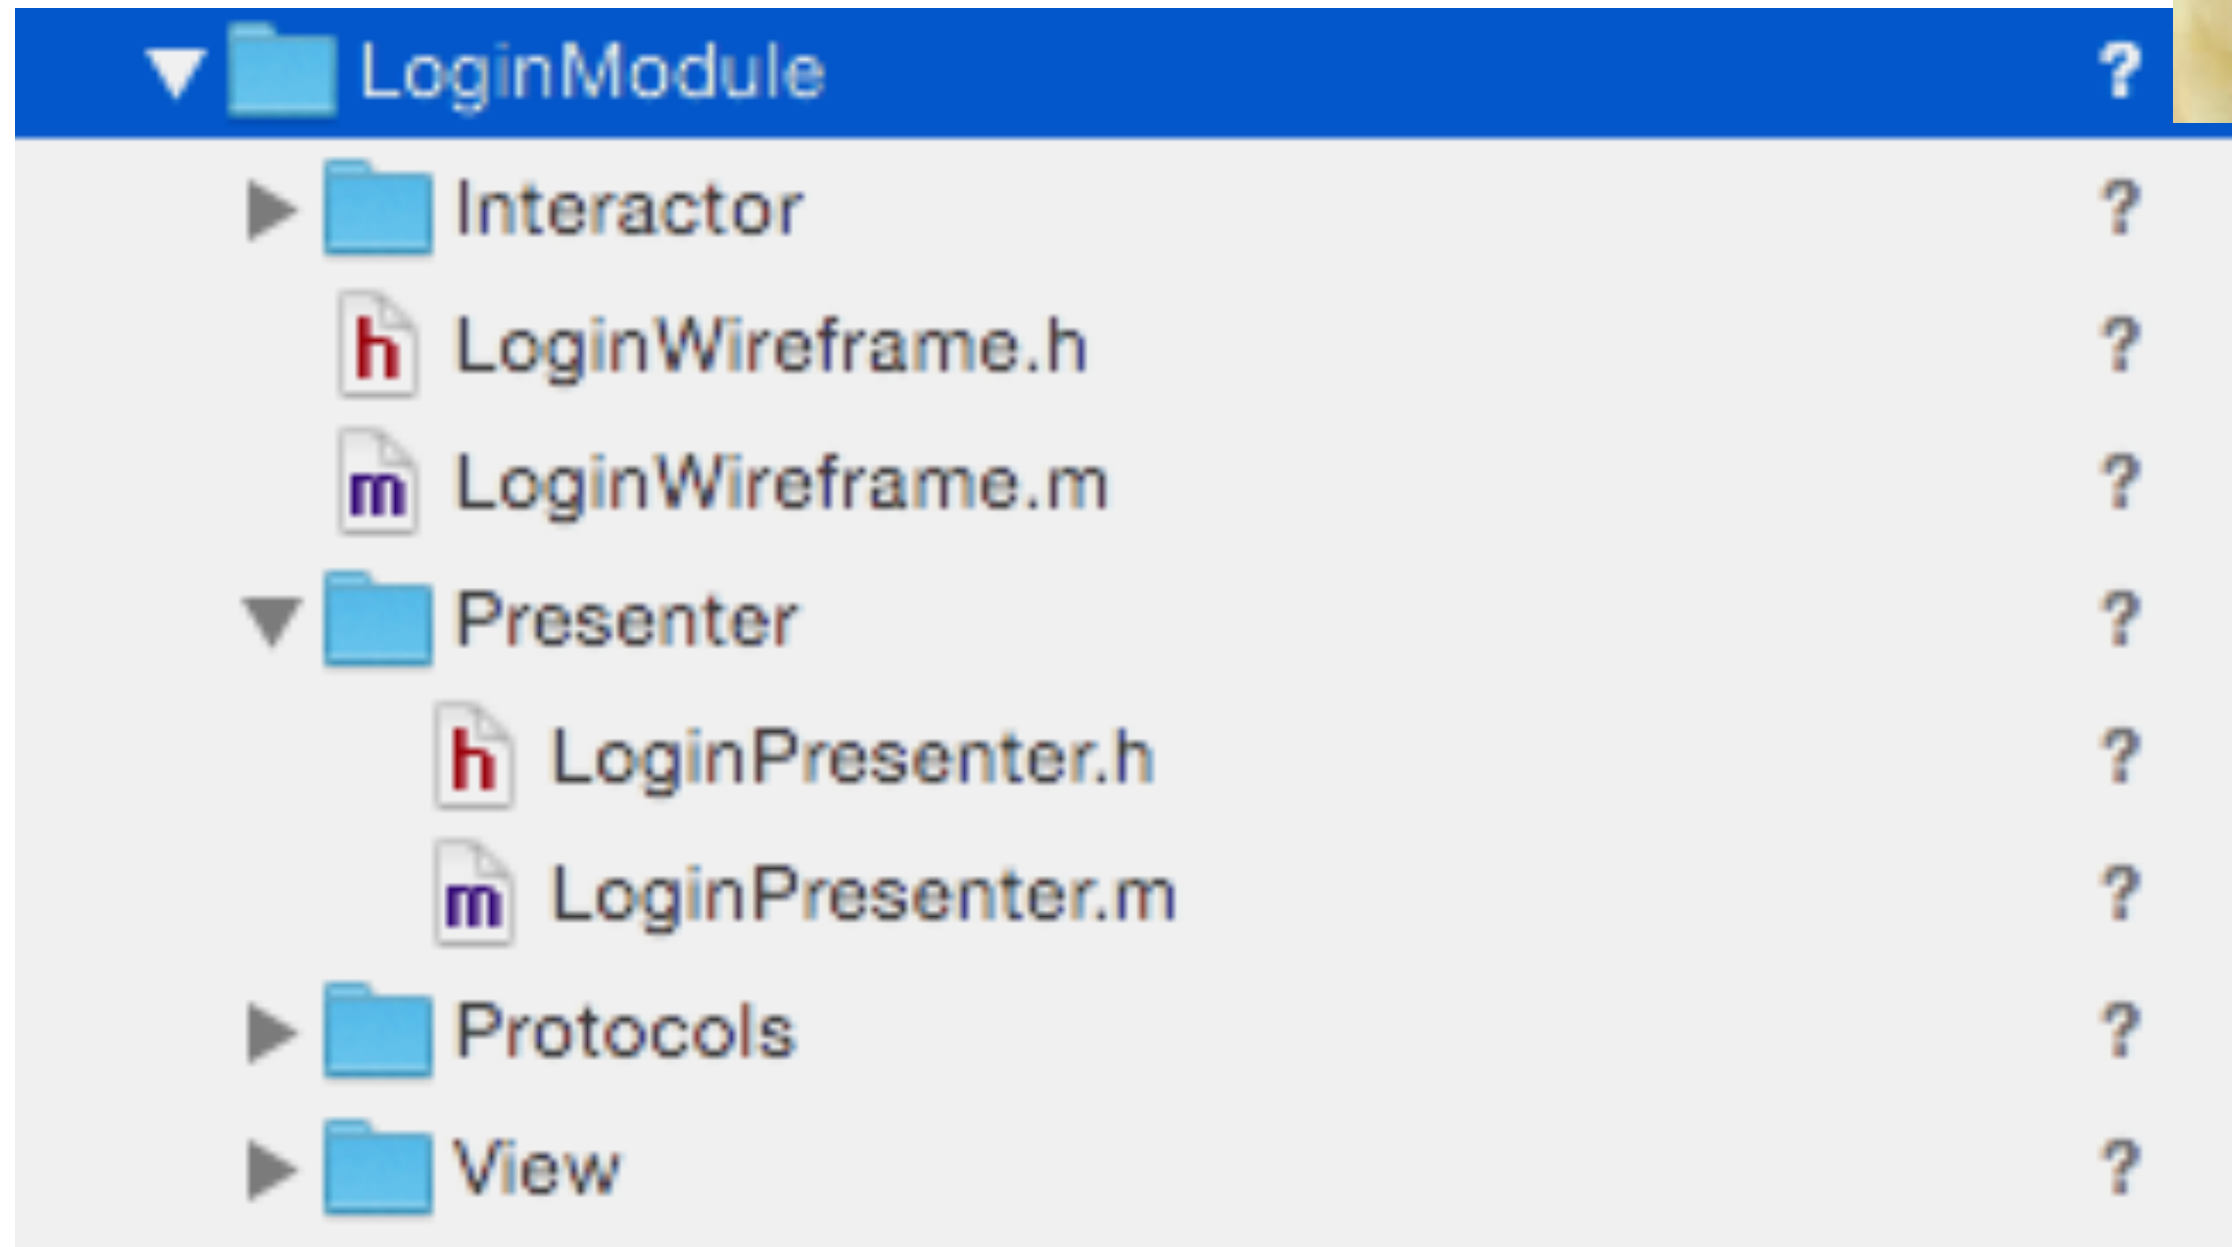 LoginModule ?
Interactor ?
h LoginWireframe.h ?
m LoginWireframe.m ?
Presenter ?
h LoginPresenter.h ?
m LoginPresenter.m ?
Protocols ?
View ?